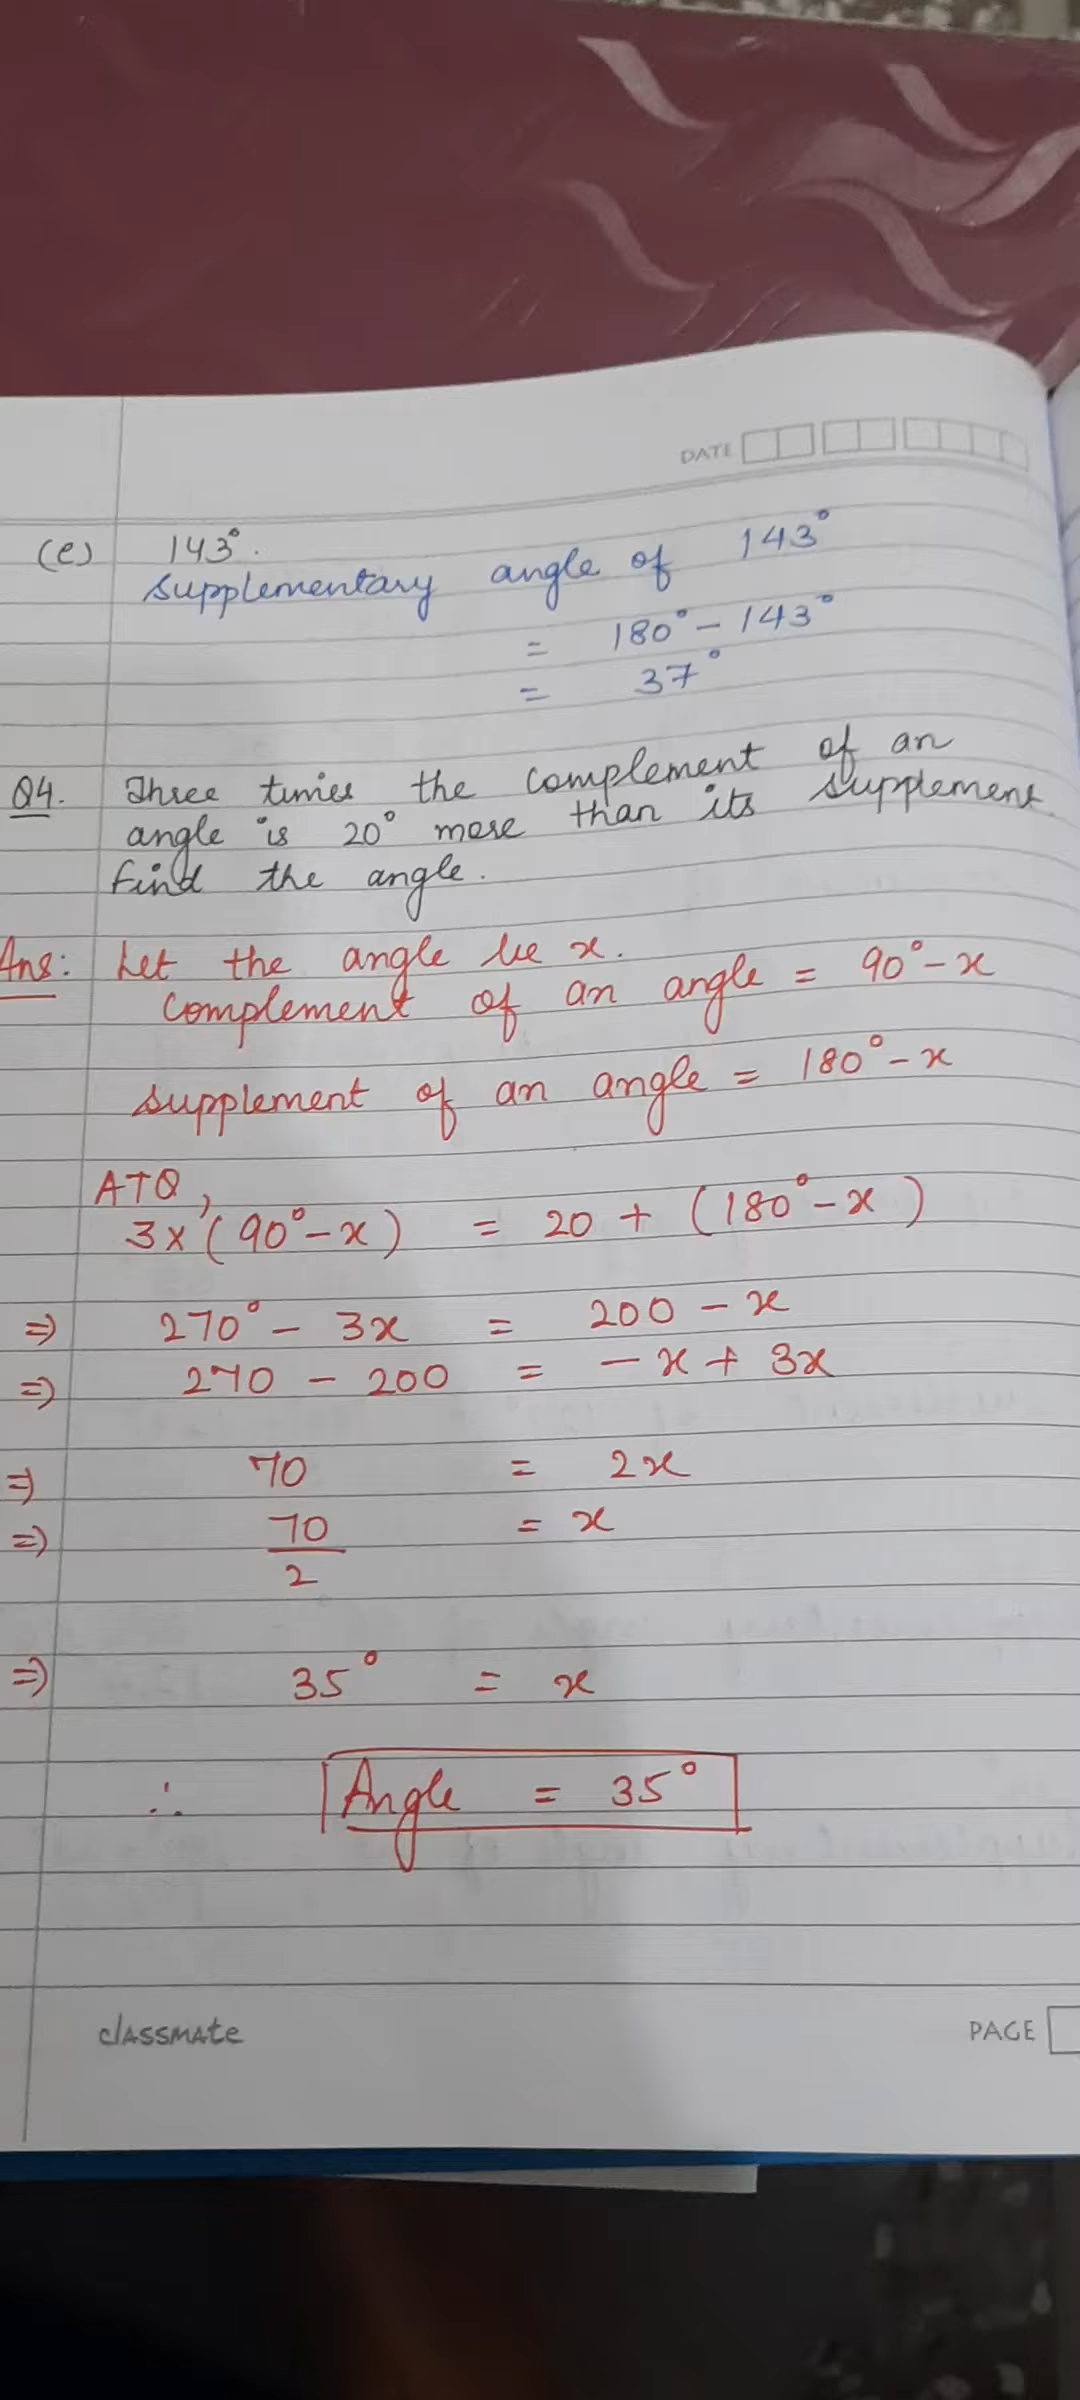 DATE
(e) 143°.
Supplementary angle of 143°
= 180° - 143°
= 37°
Q4. Three times the complement of an
angle is 20° more than its supplement.
Find the angle.
Ans: Let the angle be x.
Complement of an angle = 90° - x
Supplement of an angle = 180° - x
ATQ,
3 × (90° - x) = 20 + (180° - x)
⇒ 270° - 3x = 200 - x
⇒ 270 - 200 = - x + 3x
⇒ 70 = 2x
⇒ 70/2 = x
⇒ 35° = x
∴ Angle = 35°
classmate PAGE